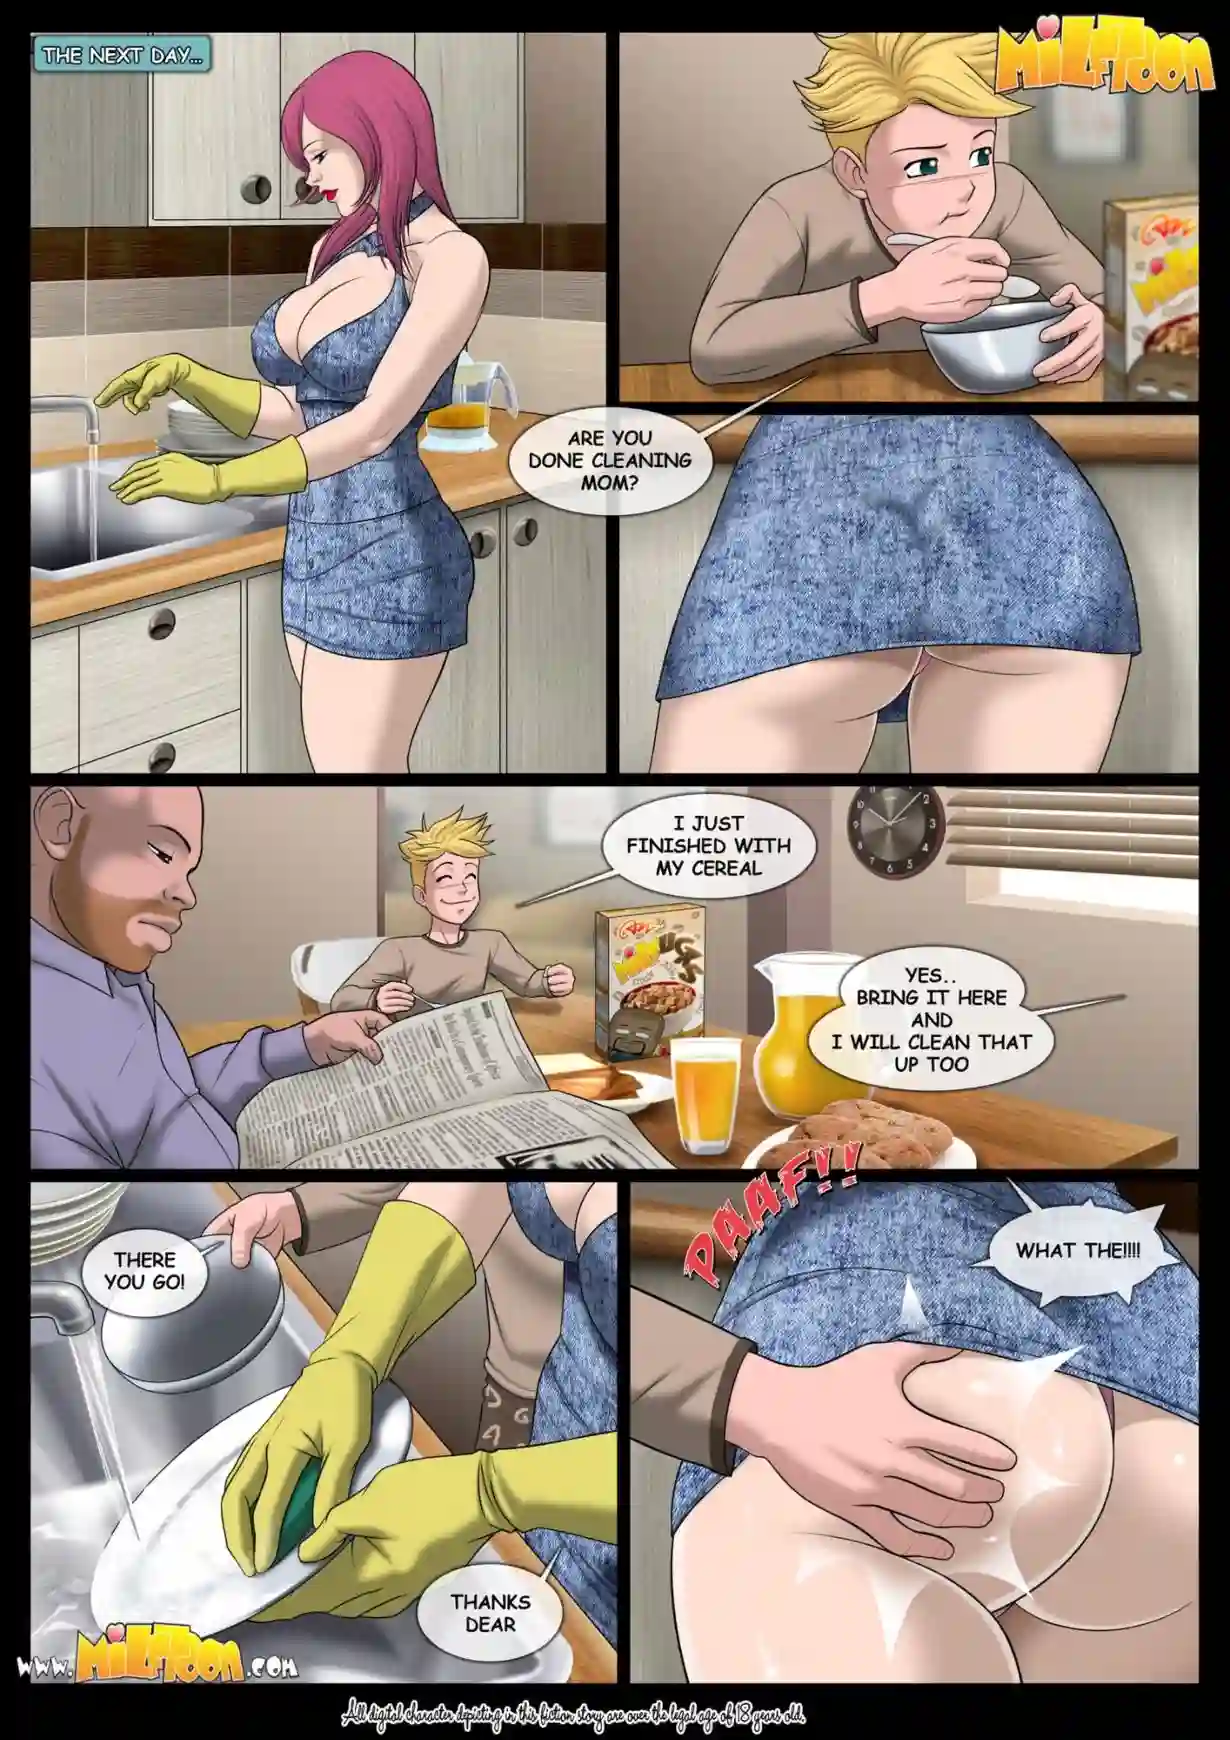 THE NEXT DAY...
MILFTOON
ARE YOU
DONE CLEANING
MOM?
I JUST
FINISHED WITH
MY CEREAL
YES..
BRING IT HERE
AND
I WILL CLEAN THAT
UP TOO
THERE
YOU GO!
THANKS
DEAR
PAAF!!
WHAT THE!!!!
www.MILFTOON.com
All digital character depicting in this fiction story are over the legal age of 18 years old.